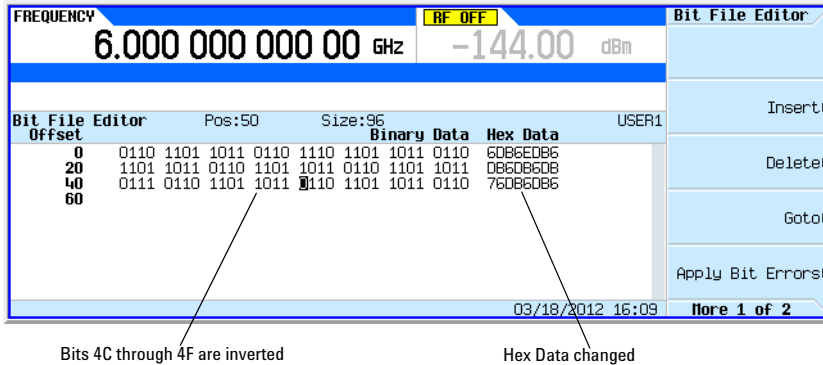 FREQUENCY
6.000 000 000 00 GHz
RF OFF
-144.00 dBm
Bit File Editor
Insert
Delete
Goto
Apply Bit Errors
More 1 of 2
Bit File Editor Pos:50 Size:96 USER1
Offset Binary Data Hex Data
0 0110 1101 1011 0110 1110 1101 1011 0110 6DB6EDB6
20 1101 1011 0110 1101 1011 0110 1101 1011 DB6DB6DB
40 0111 0110 1101 1011 0110 1101 1011 0110 76DB6DB6
60
03/18/2012 16:09
Bits 4C through 4F are inverted
Hex Data changed